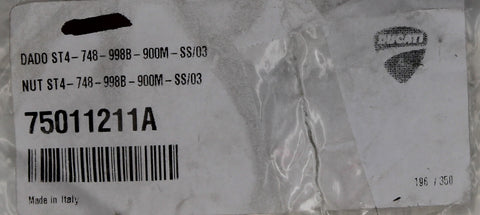 DADO ST4-748-998B-900M-SS/03
NUT ST4-748-998B-900M-SS/03
75011211A
Made in Italy
DUCATI
196 / 350